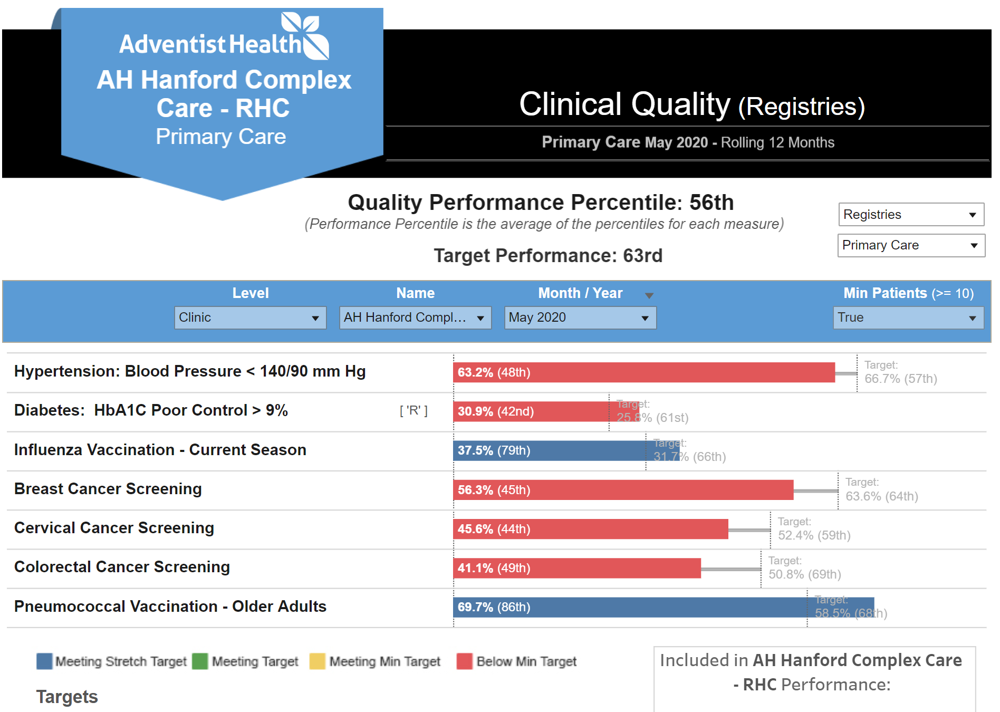 AdventistHealth
AH Hanford Complex
Care - RHC
Primary Care
Clinical Quality (Registries)
Primary Care May 2020 - Rolling 12 Months
Quality Performance Percentile: 56th
(Performance Percentile is the average of the percentiles for each measure)
Target Performance: 63rd
Registries
Primary Care
Level
Name
Month / Year
Min Patients (>= 10)
Clinic
AH Hanford Compl...
May 2020
True
Hypertension: Blood Pressure < 140/90 mm Hg
63.2% (48th)
Target:
66.7% (57th)
Diabetes: HbA1C Poor Control > 9%
[ 'R' ]
30.9% (42nd)
Target:
25.8% (61st)
Influenza Vaccination - Current Season
37.5% (79th)
Target:
31.7% (66th)
Breast Cancer Screening
56.3% (45th)
Target:
63.6% (64th)
Cervical Cancer Screening
45.6% (44th)
Target:
52.4% (59th)
Colorectal Cancer Screening
41.1% (49th)
Target:
50.8% (69th)
Pneumococcal Vaccination - Older Adults
69.7% (86th)
Target:
58.5% (68th)
Meeting Stretch Target
Meeting Target
Meeting Min Target
Below Min Target
Included in AH Hanford Complex Care
- RHC Performance:
Targets